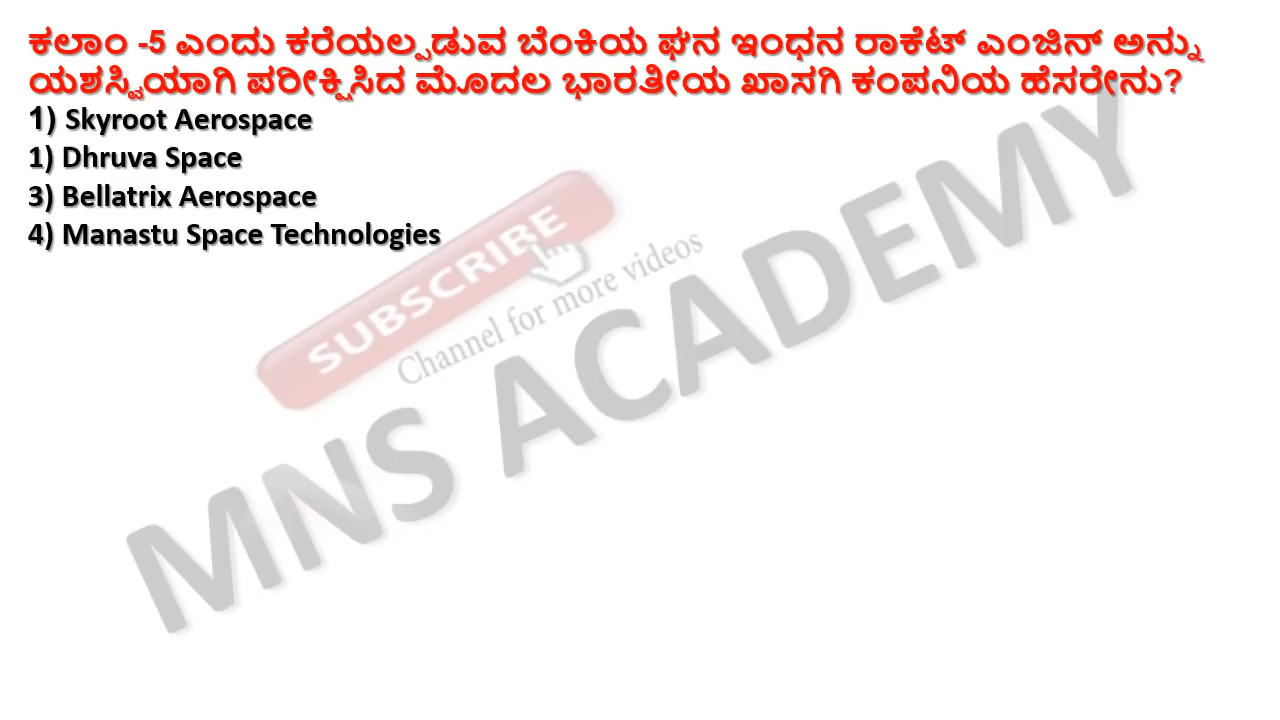 ಕಲಾಂ -5 ಎಂದು ಕರೆಯಲ್ಪಡುವ ಬೆಂಕಿಯ ಘನ ಇಂಧನ ರಾಕೆಟ್ ಎಂಜಿನ್ ಅನ್ನು
ಯಶಸ್ವಿಯಾಗಿ ಪರೀಕ್ಷಿಸಿದ ಮೊದಲ ಭಾರತೀಯ ಖಾಸಗಿ ಕಂಪನಿಯ ಹೆಸರೇನು?
1) Skyroot Aerospace
1) Dhruva Space
3) Bellatrix Aerospace
4) Manastu Space Technologies
SUBSCRIBE
Channel for more videos
MNS ACADEMY